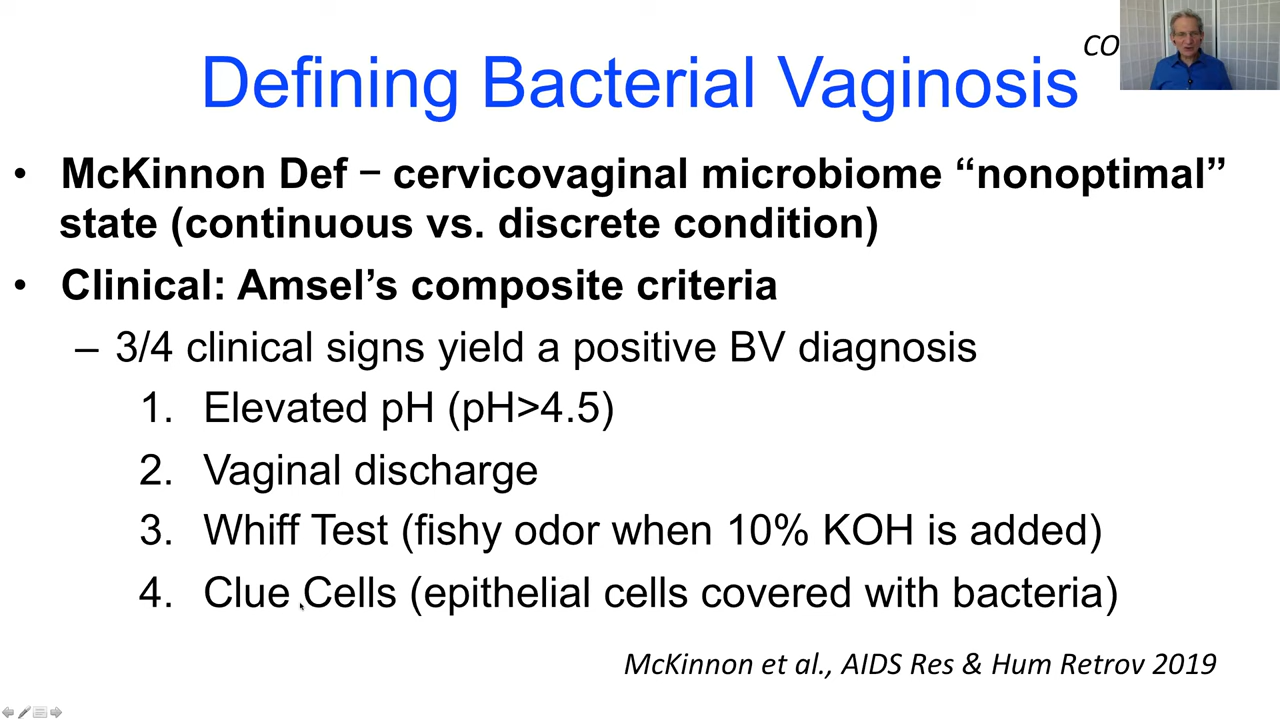 CO
Defining Bacterial Vaginosis
• McKinnon Def – cervicovaginal microbiome “nonoptimal”
state (continuous vs. discrete condition)
• Clinical: Amsel’s composite criteria
– 3/4 clinical signs yield a positive BV diagnosis
1. Elevated pH (pH>4.5)
2. Vaginal discharge
3. Whiff Test (fishy odor when 10% KOH is added)
4. Clue Cells (epithelial cells covered with bacteria)
McKinnon et al., AIDS Res & Hum Retrov 2019